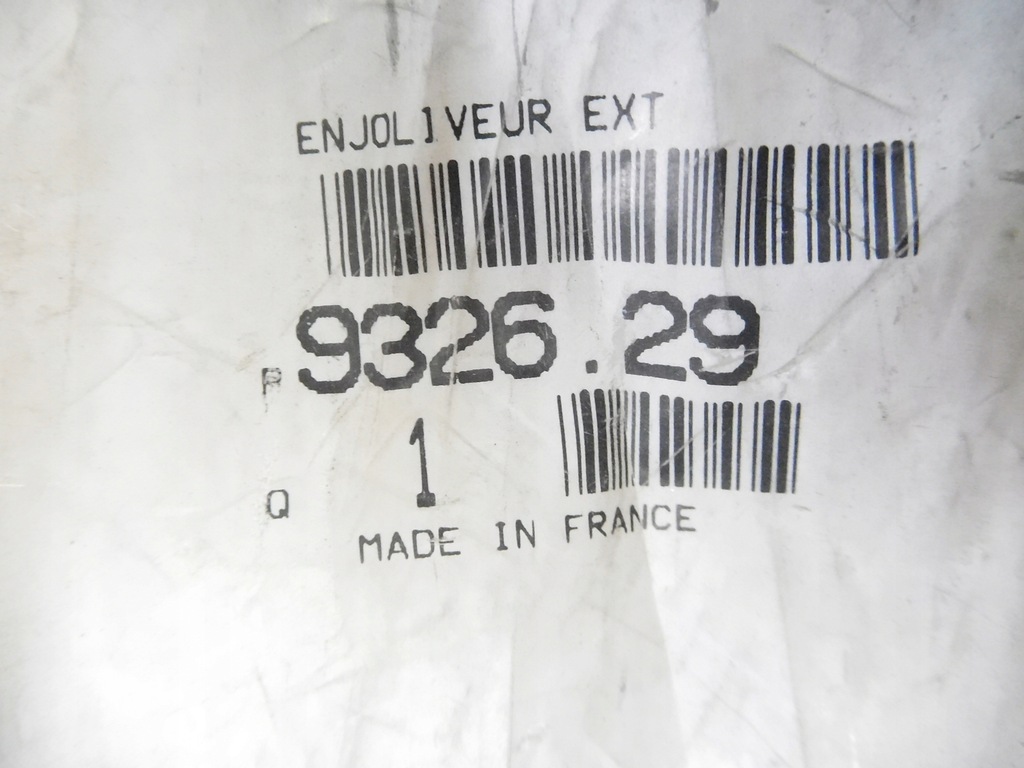 ENJOLIVEUR EXT
P 9326.29
Q 1
MADE IN FRANCE